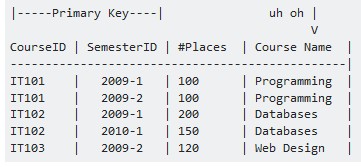 |-----Primary Key----| uh oh |
V
CourseID | SemesterID | #Places | Course Name |
------------------------------------------------|
IT101 | 2009-1 | 100 | Programming |
IT101 | 2009-2 | 100 | Programming |
IT102 | 2009-1 | 200 | Databases |
IT102 | 2010-1 | 150 | Databases |
IT103 | 2009-2 | 120 | Web Design |